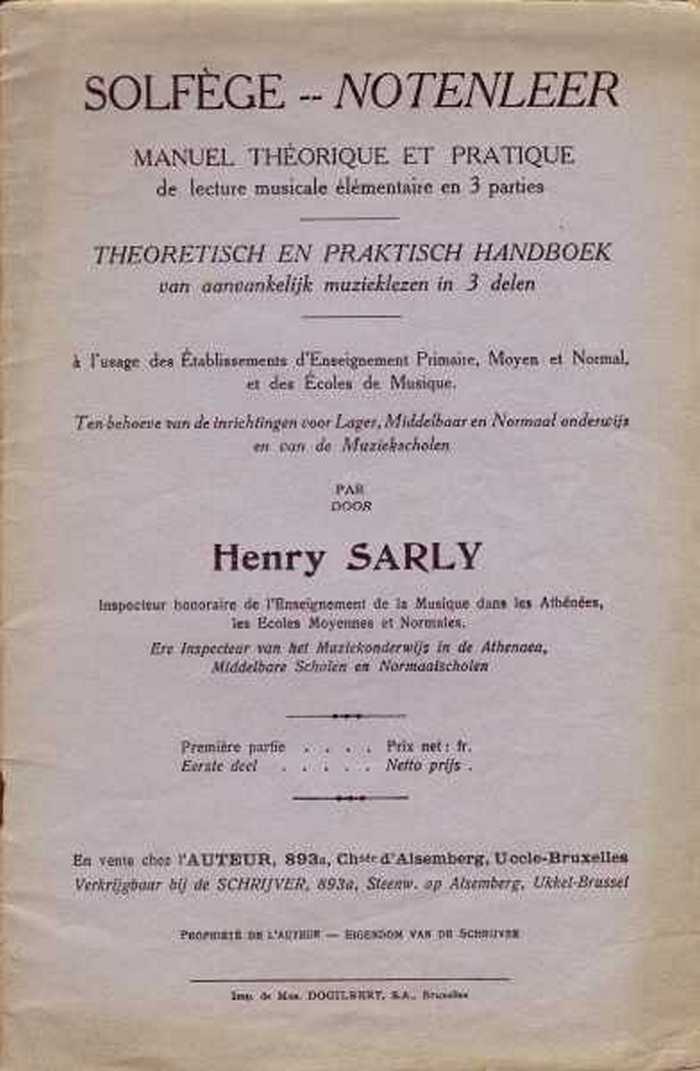 SOLFÈGE -- NOTENLEER
MANUEL THÉORIQUE ET PRATIQUE
de lecture musicale élémentaire en 3 parties
THEORETISCH EN PRAKTISCH HANDBOEK
van aanvankelijk muzieklezen in 3 delen
à l'usage des Établissements d'Enseignement Primaire, Moyen et Normal,
et des Écoles de Musique.
Ten behoeve van de inrichtingen voor Lager, Middelbaar en Normaal onderwijs
en van de Muziekscholen
PAR
DOOR
Henry SARLY
Inspecteur honoraire de l'Enseignement de la Musique dans les Athénées,
les Ecoles Moyennes et Normales.
Ere Inspecteur van het Muziekonderwijs in de Athenaea,
Middelbare Scholen en Normaalscholen
Première partie . . . . Prix net : fr.
Eerste deel . . . . . Netto prijs .
En vente chez l'AUTEUR, 893a, Chsée d'Alsemberg, Uccle-Bruxelles
Verkrijgbaar bij de SCHRIJVER, 893a, Steenw. op Alsemberg, Ukkel-Brussel
PROPRIÉTÉ DE L'AUTEUR — EIGENDOM VAN DE SCHRIJVER
Imp. de Mus. DOGILBERT, S.A., Bruxelles